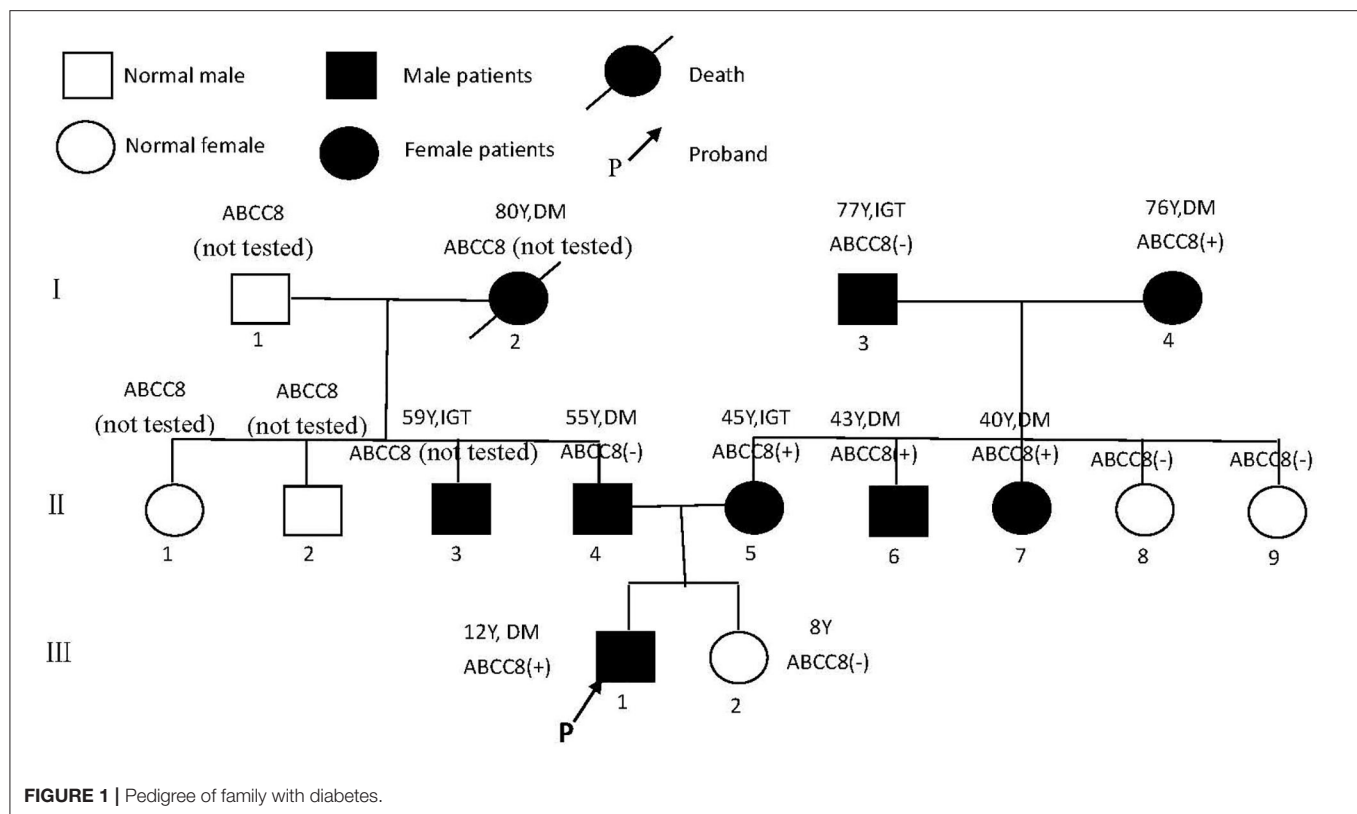 Normal male
Male patients
Death
Normal female
Female patients
P
Proband
ABCC8
(not tested)
80Y,DM
ABCC8 (not tested)
77Y,IGT
ABCC8(-)
76Y,DM
ABCC8(+)
I
1
2
3
4
ABCC8
(not tested)
ABCC8
(not tested)
59Y,IGT
ABCC8 (not tested)
55Y,DM
ABCC8(-)
45Y,IGT
ABCC8(+)
43Y,DM
ABCC8(+)
40Y,DM
ABCC8(+)
ABCC8(-)
ABCC8(-)
II
1
2
3
4
5
6
7
8
9
12Y, DM
ABCC8(+)
8Y
ABCC8(-)
III
1
2
P
FIGURE 1 | Pedigree of family with diabetes.